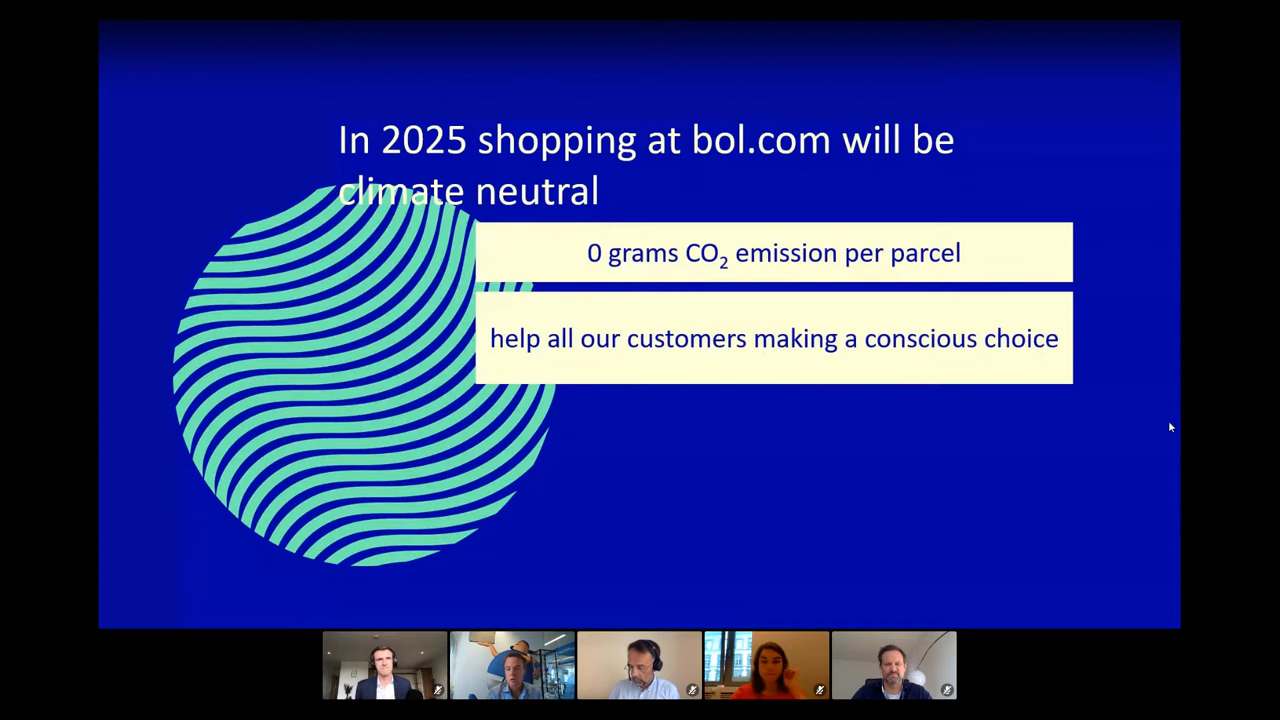 In 2025 shopping at bol.com will be
climate neutral
0 grams CO₂ emission per parcel
help all our customers making a conscious choice